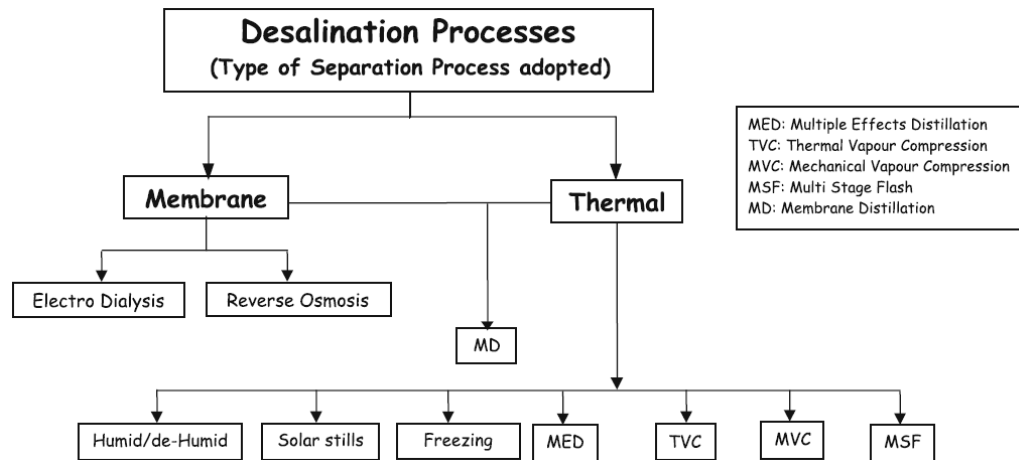 Desalination Processes
(Type of Separation Process adopted)
MED: Multiple Effects Distillation
TVC: Thermal Vapour Compression
MVC: Mechanical Vapour Compression
MSF: Multi Stage Flash
MD: Membrane Distillation
Membrane
Thermal
Electro Dialysis
Reverse Osmosis
MD
Humid/de-Humid
Solar stills
Freezing
MED
TVC
MVC
MSF